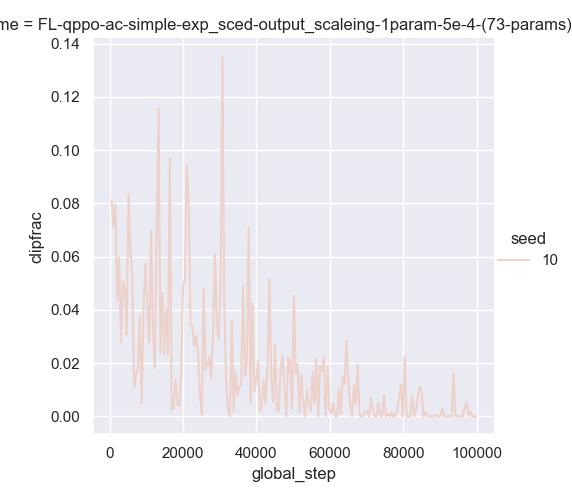 me = FL-qppo-ac-simple-exp_sced-output_scaleing-1param-5e-4-(73-params)
0.14
0.12
0.10
0.08
0.06
0.04
0.02
0.00
clipfrac
0 20000 40000 60000 80000 100000
global_step
seed
10